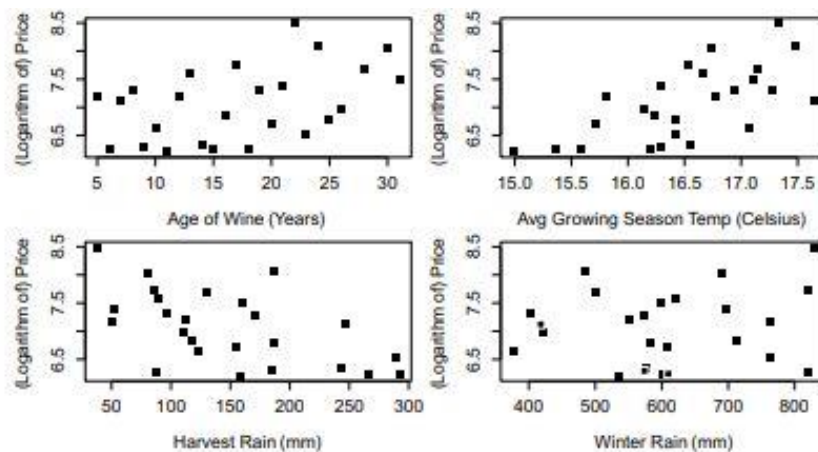 (Logarithm of) Price
8.5
7.5
6.5
5 10 15 20 25 30
Age of Wine (Years)
(Logarithm of) Price
8.5
7.5
6.5
15.0 15.5 16.0 16.5 17.0 17.5
Avg Growing Season Temp (Celsius)
(Logarithm of) Price
8.5
7.5
6.5
50 100 150 200 250 300
Harvest Rain (mm)
(Logarithm of) Price
8.5
7.5
6.5
400 500 600 700 800
Winter Rain (mm)